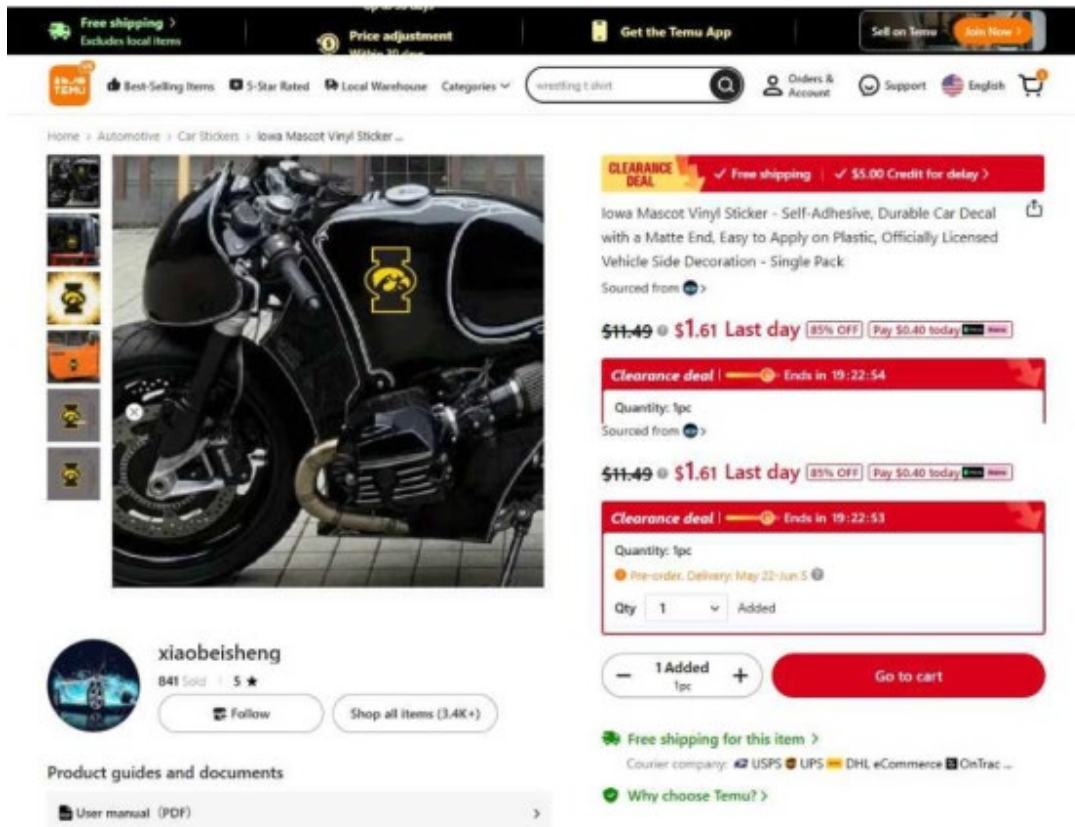 Free shipping >
Excludes local items
Price adjustment
Within 30 days
Get the Temu App
Sell on Temu
Join Now >
TEMU
Best-Selling Items
5-Star Rated
Local Warehouse
Categories
wrestling t shirt
Orders &
Account
Support
English
Home > Automotive > Car Stickers > Iowa Mascot Vinyl Sticker ...
CLEARANCE
DEAL
✓ Free shipping | ✓ $5.00 Credit for delay >
Iowa Mascot Vinyl Sticker - Self-Adhesive, Durable Car Decal
with a Matte End, Easy to Apply on Plastic, Officially Licensed
Vehicle Side Decoration - Single Pack
Sourced from >
$11.49 $1.61 Last day 85% OFF Pay $0.40 today
Clearance deal | Ends in 19:22:54
Quantity: 1pc
Sourced from >
$11.49 $1.61 Last day 85% OFF Pay $0.40 today
Clearance deal | Ends in 19:22:53
Quantity: 1pc
Pre-order. Delivery: May 22-Jun 5
Qty 1 Added
− 1 Added +
1pc
Go to cart
xiaobeisheng
841 Sold | 5 ★
Follow
Shop all items (3.4K+)
Free shipping for this item >
Courier company: USPS UPS DHL eCommerce OnTrac ...
Why choose Temu? >
Product guides and documents
User manual (PDF) >